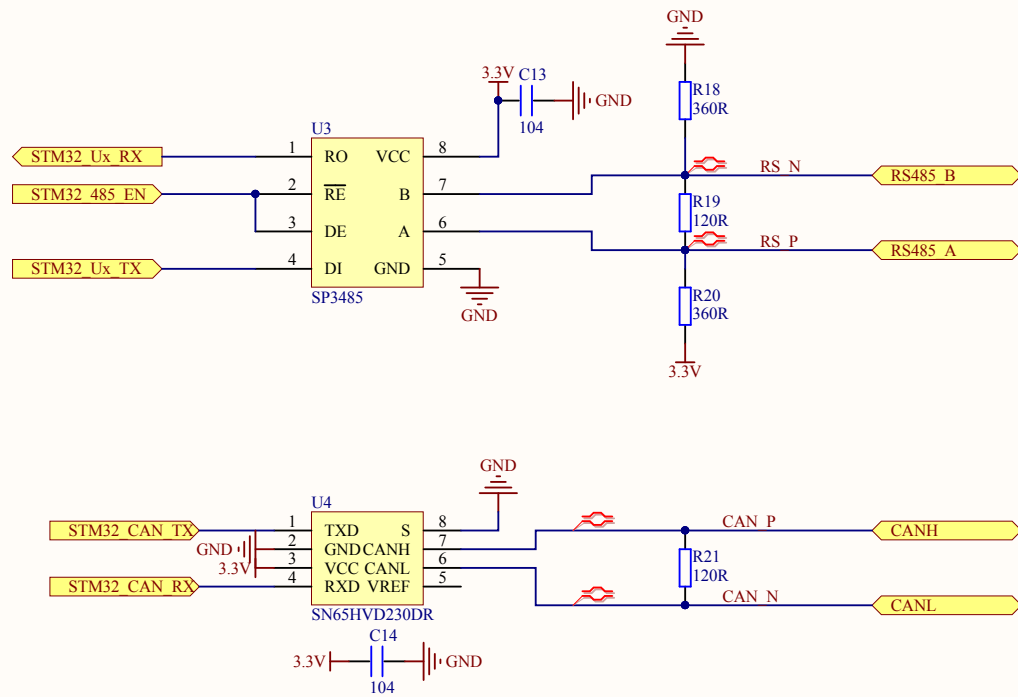 GND
3.3V
C13
GND
104
R18
360R
U3
STM32_Ux_RX
1
RO
VCC
8
STM32_485_EN
2
RE
B
7
RS_N
RS485_B
R19
120R
3
DE
A
6
RS_P
RS485_A
STM32_Ux_TX
4
DI
GND
5
SP3485
GND
R20
360R
3.3V
GND
U4
STM32_CAN_TX
1
TXD
S
8
CAN_P
CANH
GND
2
GND
CANH
7
3.3V
3
VCC
CANL
6
R21
120R
STM32_CAN_RX
4
RXD
VREF
5
CAN_N
CANL
SN65HVD230DR
C14
3.3V
GND
104